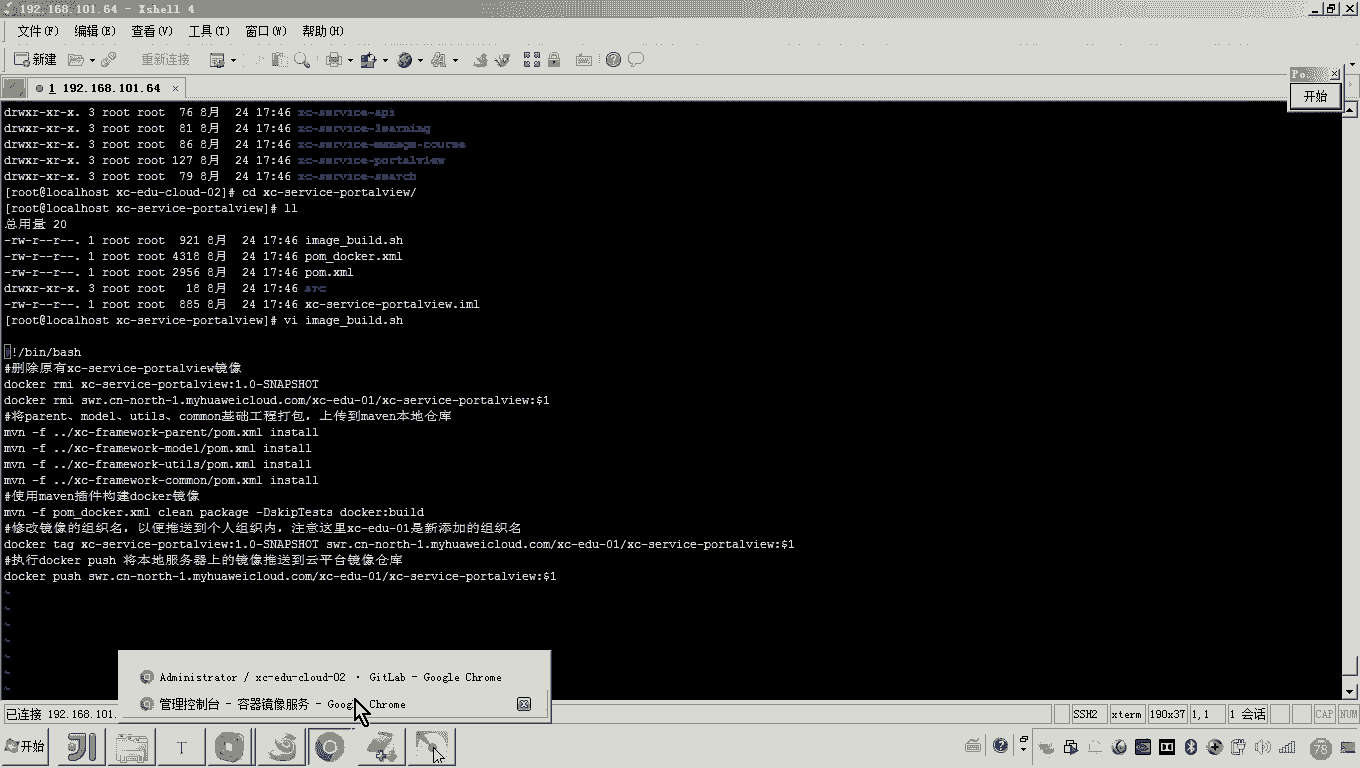 192.168.101.64 - Xshell 4
文件(F) 编辑(E) 查看(V) 工具(T) 窗口(W) 帮助(H)
新建 重新连接
1 192.168.101.64 ×
Po
开始
drwxr-xr-x. 3 root root 76 8月 24 17:46 xc-service-api
drwxr-xr-x. 3 root root 81 8月 24 17:46 xc-service-learning
drwxr-xr-x. 3 root root 86 8月 24 17:46 xc-service-manage-course
drwxr-xr-x. 3 root root 127 8月 24 17:46 xc-service-portalview
drwxr-xr-x. 3 root root 79 8月 24 17:46 xc-service-search
[root@localhost xc-edu-cloud-02]# cd xc-service-portalview/
[root@localhost xc-service-portalview]# ll
总用量 20
-rw-r--r--. 1 root root 921 8月 24 17:46 image_build.sh
-rw-r--r--. 1 root root 4318 8月 24 17:46 pom_docker.xml
-rw-r--r--. 1 root root 2956 8月 24 17:46 pom.xml
drwxr-xr-x. 3 root root 18 8月 24 17:46 src
-rw-r--r--. 1 root root 885 8月 24 17:46 xc-service-portalview.iml
[root@localhost xc-service-portalview]# vi image_build.sh
#!/bin/bash
#删除原有xc-service-portalview镜像
docker rmi xc-service-portalview:1.0-SNAPSHOT
docker rmi swr.cn-north-1.myhuaweicloud.com/xc-edu-01/xc-service-portalview:$1
#将parent、model、utils、common基础工程打包，上传到maven本地仓库
mvn -f ../xc-framework-parent/pom.xml install
mvn -f ../xc-framework-model/pom.xml install
mvn -f ../xc-framework-utils/pom.xml install
mvn -f ../xc-framework-common/pom.xml install
#使用maven插件构建docker镜像
mvn -f pom_docker.xml clean package -DskipTests docker:build
#修改镜像的组织名，以便推送到个人组织内，注意这里xc-edu-01是新添加的组织名
docker tag xc-service-portalview:1.0-SNAPSHOT swr.cn-north-1.myhuaweicloud.com/xc-edu-01/xc-service-portalview:$1
#执行docker push 将本地服务器上的镜像推送到云平台镜像仓库
docker push swr.cn-north-1.myhuaweicloud.com/xc-edu-01/xc-service-portalview:$1
~
~
~
~
~
~
~
Administrator / xc-edu-cloud-02 · GitLab - Google Chrome
管理控制台 - 容器镜像服务 - Goog Chrome
已连接 192.168.101. SSH2 xterm 190x37 1,1 1 会话 CAP NUM
开始 T 78